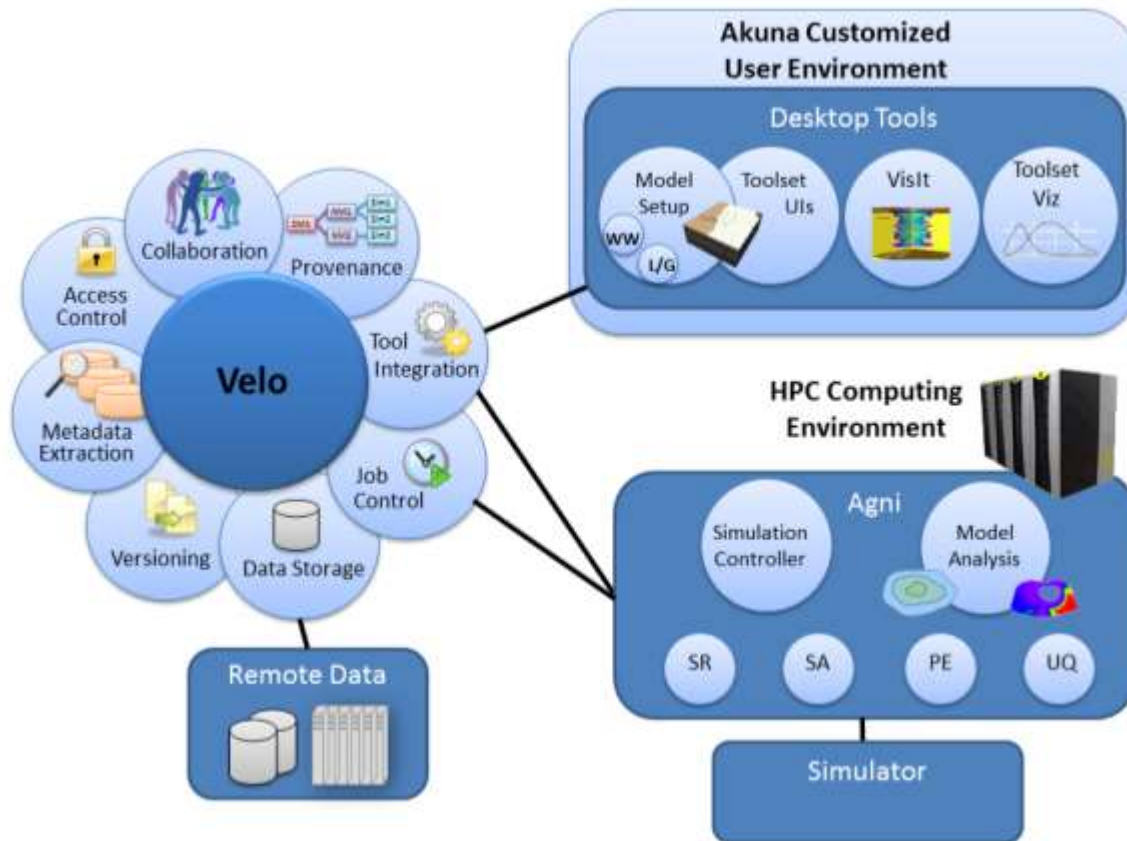 Akuna Customized
User Environment
Desktop Tools
Model
Setup
WW
L/G
Toolset
UIs
VisIt
Toolset
Viz
Collaboration
Provenance
Access
Control
Tool
Integration
Velo
Metadata
Extraction
Job
Control
Versioning
Data Storage
Remote Data
HPC Computing
Environment
Agni
Simulation
Controller
Model
Analysis
SR
SA
PE
UQ
Simulator